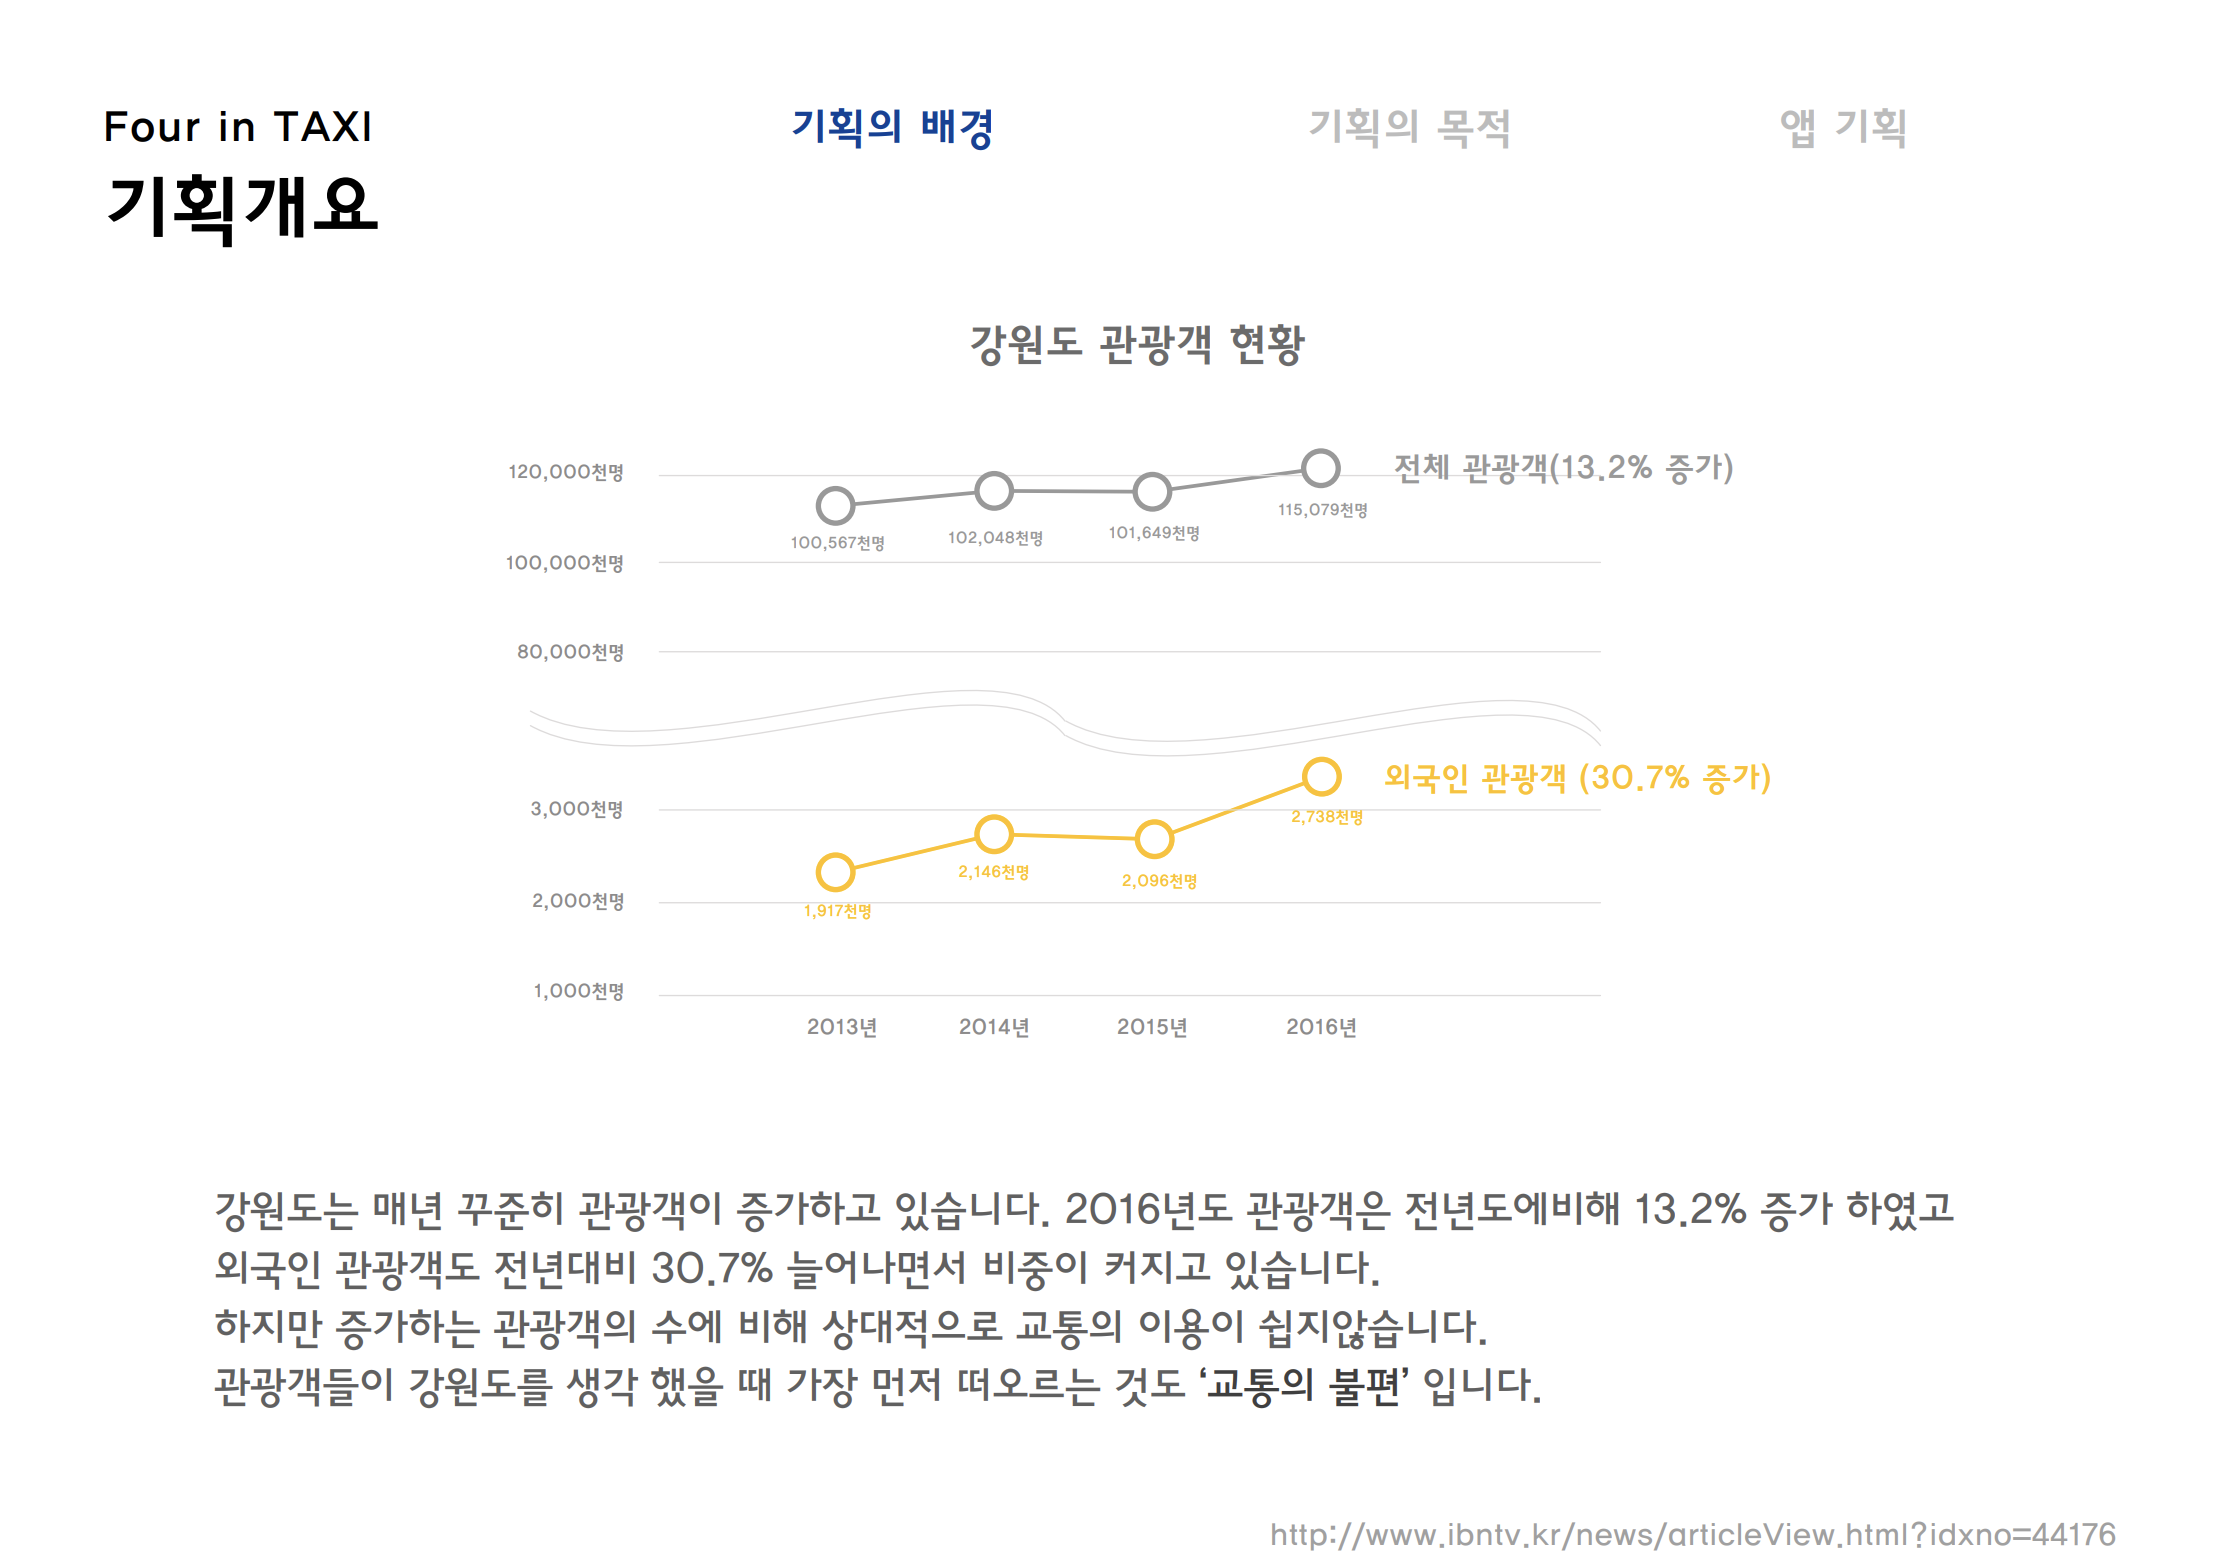 Four in TAXI
기획개요
기획의 배경
기획의 목적
앱 기획
강원도 관광객 현황
120,000천명
100,000천명
80,000천명
3,000천명
2,000천명
1,000천명
전체 관광객(13.2% 증가)
100,567천명
102,048천명
101,649천명
115,079천명
외국인 관광객 (30.7% 증가)
1,917천명
2,146천명
2,096천명
2,738천명
2013년
2014년
2015년
2016년
강원도는 매년 꾸준히 관광객이 증가하고 있습니다. 2016년도 관광객은 전년도에비해 13.2% 증가 하였고
외국인 관광객도 전년대비 30.7% 늘어나면서 비중이 커지고 있습니다.
하지만 증가하는 관광객의 수에 비해 상대적으로 교통의 이용이 쉽지않습니다.
관광객들이 강원도를 생각 했을 때 가장 먼저 떠오르는 것도 ‘교통의 불편’ 입니다.
http://www.ibntv.kr/news/articleView.html?idxno=44176